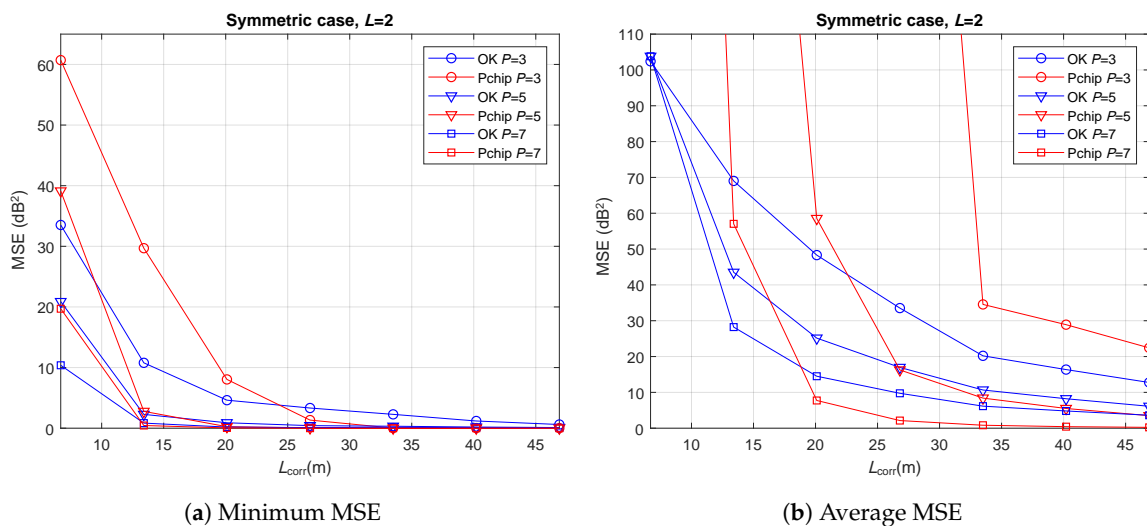 Symmetric case, L=2
MSE (dB²)
60
50
40
30
20
10
0
10
15
20
25
30
35
40
45
L_corr(m)
OK P=3
Pchip P=3
OK P=5
Pchip P=5
OK P=7
Pchip P=7
(a) Minimum MSE
Symmetric case, L=2
MSE (dB²)
110
100
90
80
70
60
50
40
30
20
10
0
10
15
20
25
30
35
40
45
L_corr(m)
OK P=3
Pchip P=3
OK P=5
Pchip P=5
OK P=7
Pchip P=7
(b) Average MSE